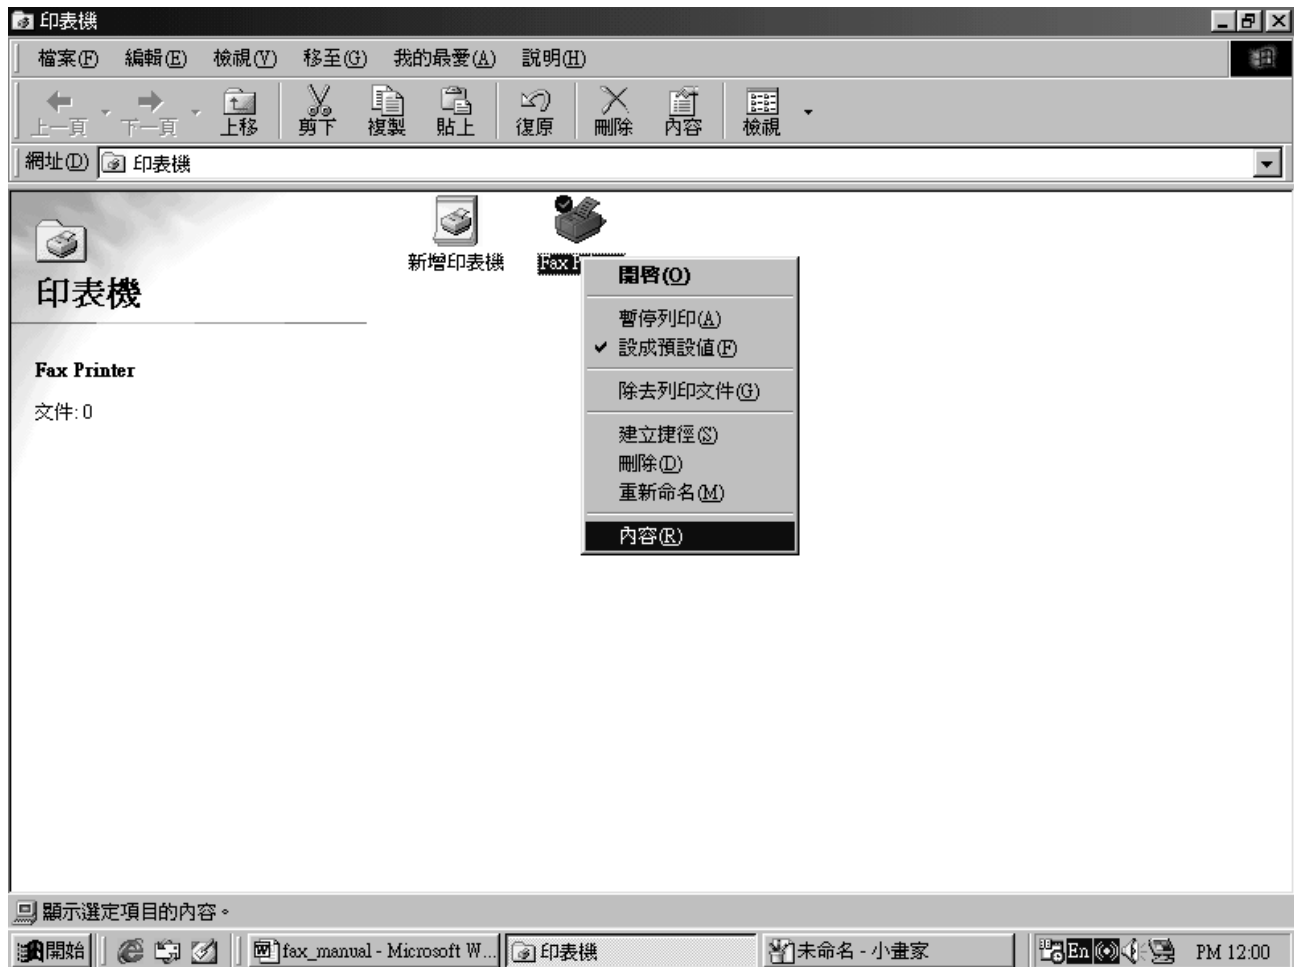 印表機
檔案(F) 編輯(E) 檢視(V) 移至(G) 我的最愛(A) 説明(H)
上一頁 下一頁 上移 剪下 複製 貼上 復原 刪除 內容 檢視
網址(D) 印表機
新增印表機 Fax
印表機
Fax Printer
文件: 0
開啓(O)
暫停列印(A)
設成預設值(F)
除去列印文件(G)
建立捷徑(S)
刪除(D)
重新命名(M)
內容(R)
顯示選定項目的內容。
開始 fax_manual - Microsoft W... 印表機 未命名 - 小畫家 En PM 12:00